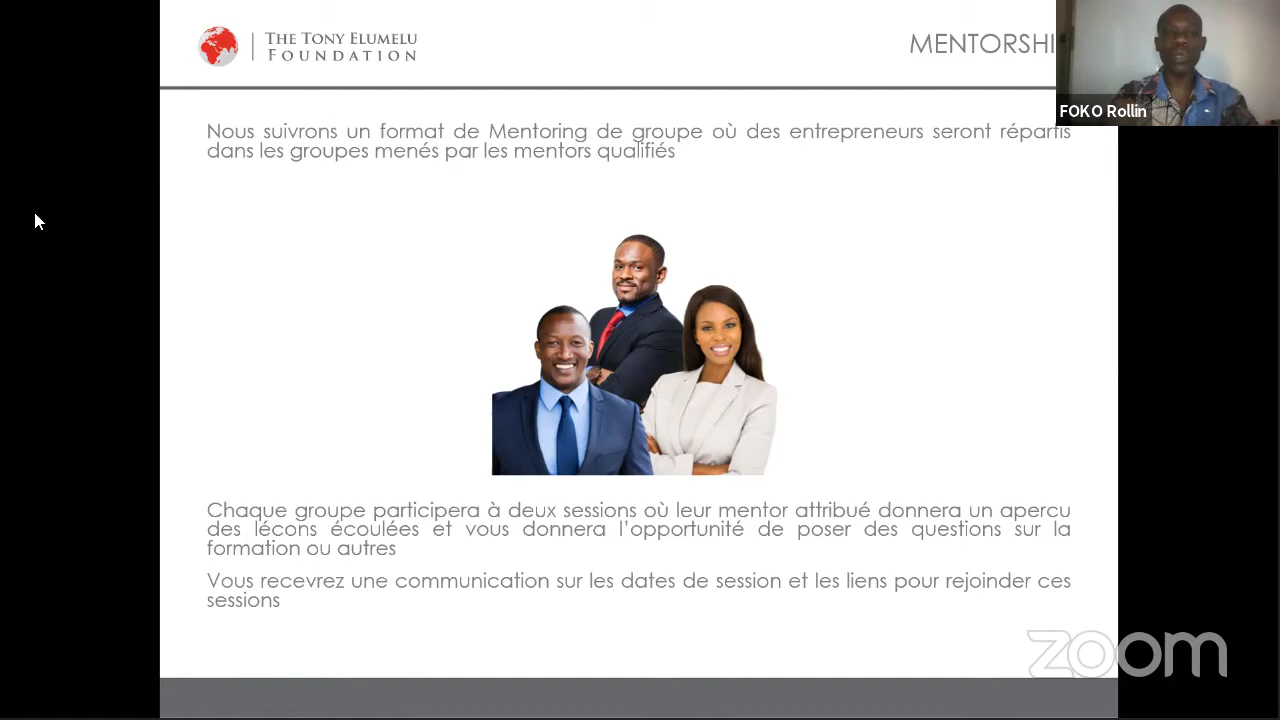 THE TONY ELUMELU
FOUNDATION
MENTORSHI
FOKO Rollin
Nous suivrons un format de Mentoring de groupe où des entrepreneurs seront répartis
dans les groupes menés par les mentors qualifiés
Chaque groupe participera à deux sessions où leur mentor attribué donnera un apercu
des lécons écoulées et vous donnera l'opportunité de poser des questions sur la
formation ou autres
Vous recevrez une communication sur les dates de session et les liens pour rejoinder ces
sessions
zoom